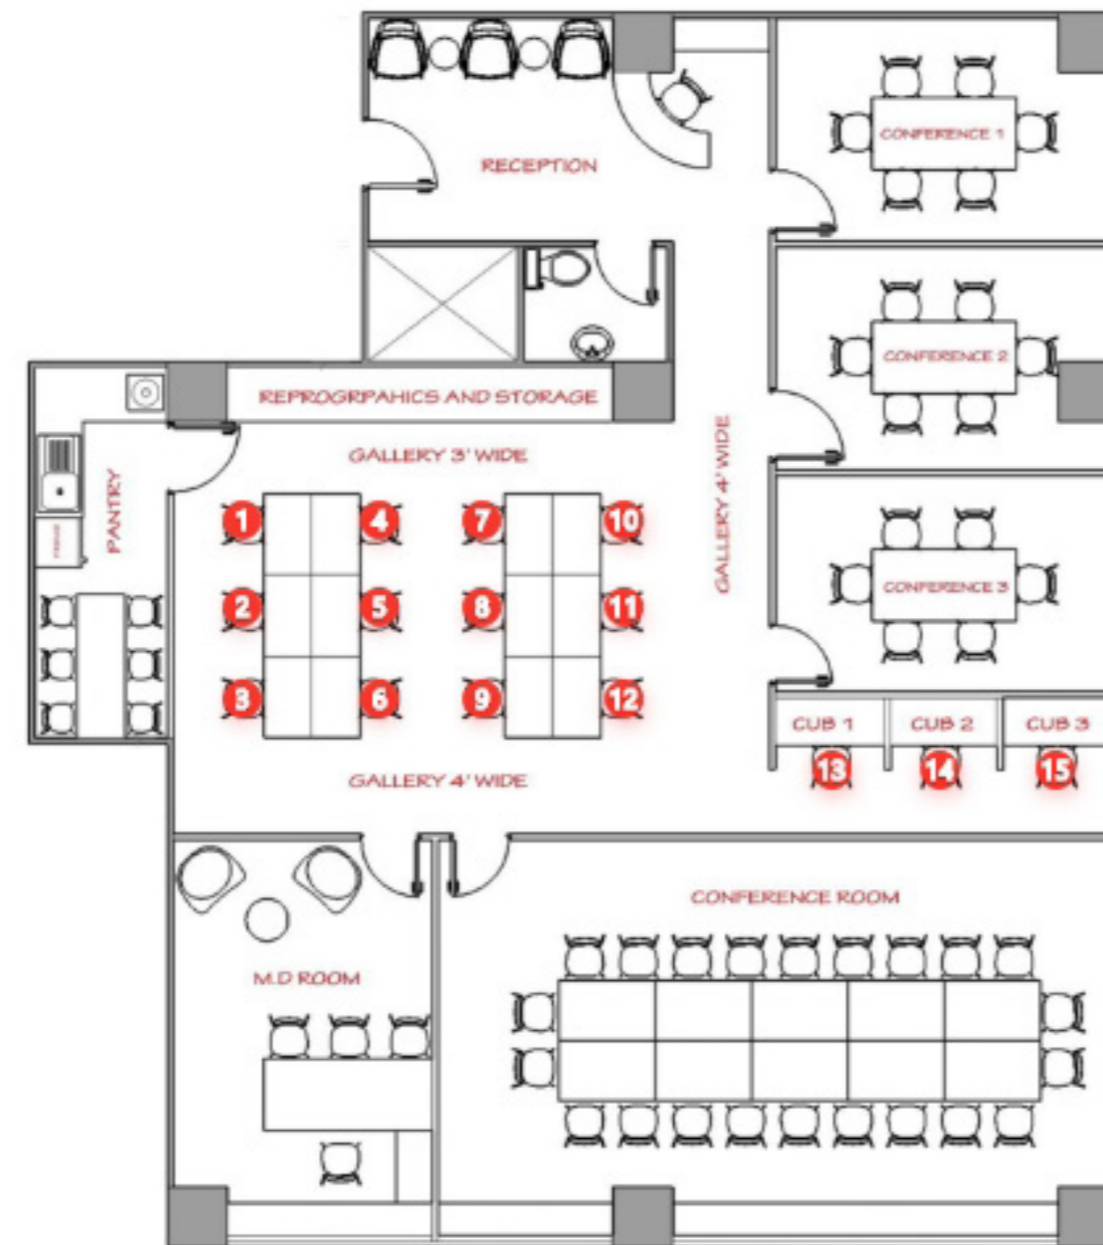 RECEPTION
CONFERENCE 1
CONFERENCE 2
REPROGRPAHICS AND STORAGE
GALLERY 3' WIDE
GALLERY 4' WIDE
PANTRY
1
4
7
10
2
5
8
11
3
6
9
12
CONFERENCE 3
CUB 1
CUB 2
CUB 3
13
14
15
GALLERY 4' WIDE
CONFERENCE ROOM
M.D ROOM